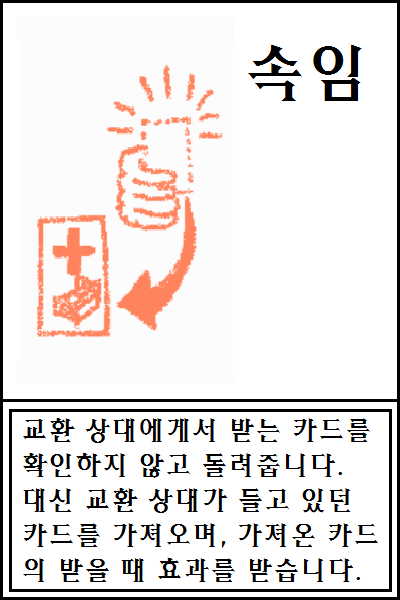 속임
교환 상대에게서 받는 카드를
확인하지 않고 돌려줍니다.
대신 교환 상대가 들고 있던
카드를 가져오며, 가져온 카드
의 받을 때 효과를 받습니다.